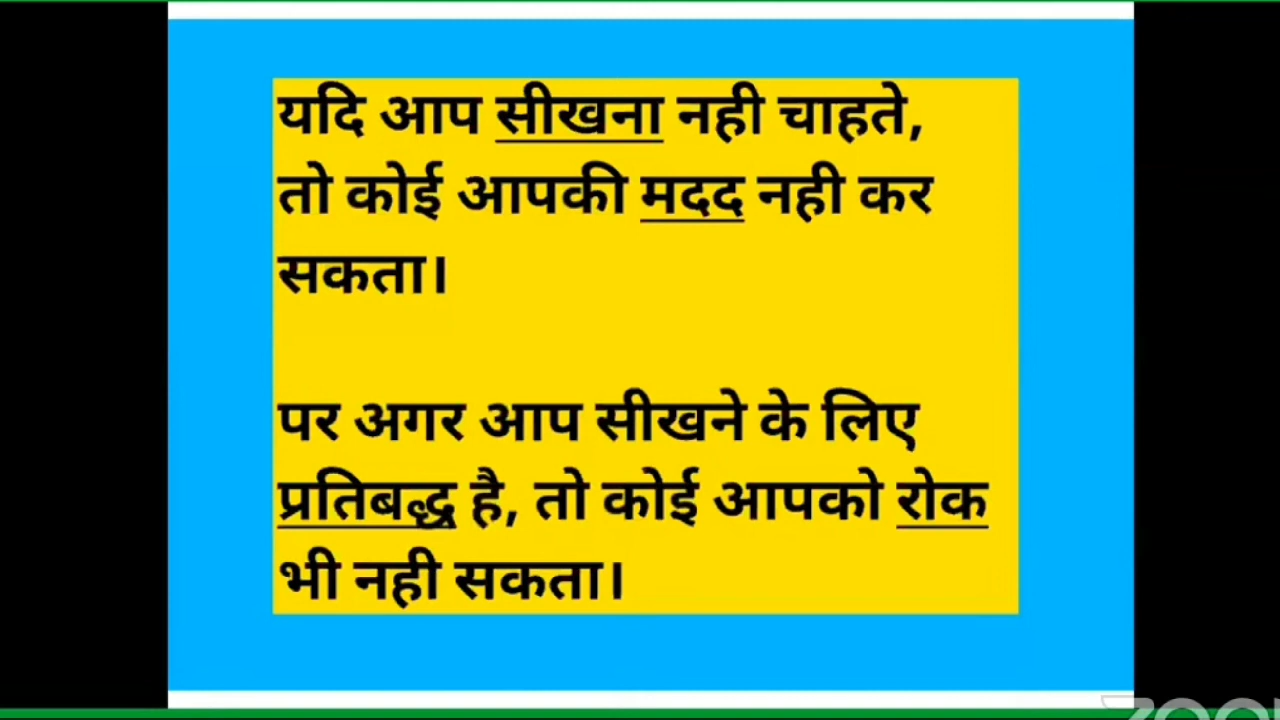 यदि आप सीखना नही चाहते,
तो कोई आपकी मदद नही कर
सकता।
पर अगर आप सीखने के लिए
प्रतिबद्ध है, तो कोई आपको रोक
भी नही सकता।